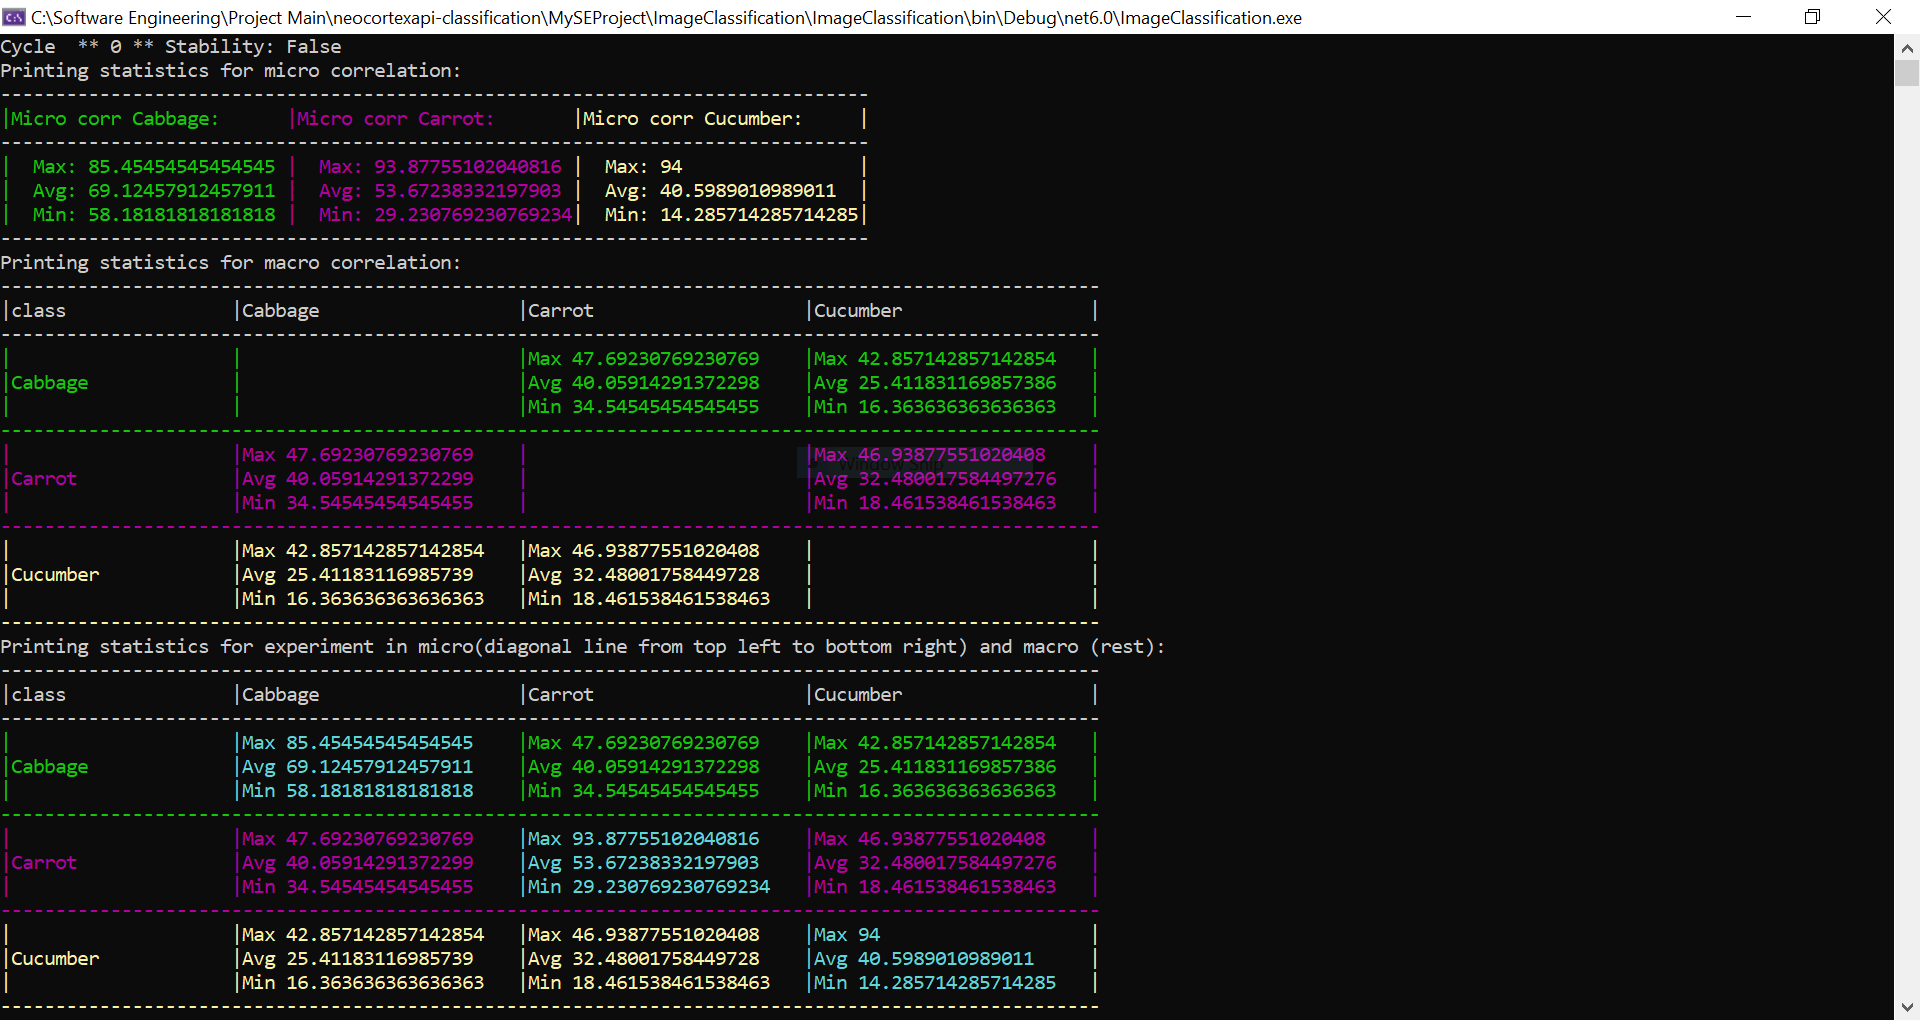 C:\Software Engineering\Project Main\neocortexapi-classification\MySEProject\ImageClassification\ImageClassification\bin\Debug\net6.0\ImageClassification.exe
Cycle  ** 0 ** Stability: False
Printing statistics for micro correlation:
-------------------------------------------------------------------------------
|Micro corr Cabbage:      |Micro corr Carrot:       |Micro corr Cucumber:     |
-------------------------------------------------------------------------------
|  Max: 85.45454545454545 |  Max: 93.87755102040816 |  Max: 94                |
|  Avg: 69.12457912457911 |  Avg: 53.67238332197903 |  Avg: 40.5989010989011  |
|  Min: 58.18181818181818 |  Min: 29.230769230769234|  Min: 14.285714285714285|
-------------------------------------------------------------------------------
Printing statistics for macro correlation:
----------------------------------------------------------------------------------------------------
|class               |Cabbage                  |Carrot                   |Cucumber                 |
----------------------------------------------------------------------------------------------------
|                    |                         |Max 47.69230769230769    |Max 42.857142857142854   |
|Cabbage             |                         |Avg 40.05914291372298    |Avg 25.411831169857386   |
|                    |                         |Min 34.54545454545455    |Min 16.363636363636363   |
----------------------------------------------------------------------------------------------------
|                    |Max 47.69230769230769    |                         |Max 46.93877551020408    |
|Carrot              |Avg 40.05914291372299    |                         |Avg 32.480017584497276   |
|                    |Min 34.54545454545455    |                         |Min 18.461538461538463   |
----------------------------------------------------------------------------------------------------
|                    |Max 42.857142857142854   |Max 46.93877551020408    |                         |
|Cucumber            |Avg 25.41183116985739    |Avg 32.48001758449728    |                         |
|                    |Min 16.363636363636363   |Min 18.461538461538463   |                         |
----------------------------------------------------------------------------------------------------
Printing statistics for experiment in micro(diagonal line from top left to bottom right) and macro (rest):
----------------------------------------------------------------------------------------------------
|class               |Cabbage                  |Carrot                   |Cucumber                 |
----------------------------------------------------------------------------------------------------
|                    |Max 85.45454545454545    |Max 47.69230769230769    |Max 42.857142857142854   |
|Cabbage             |Avg 69.12457912457911    |Avg 40.05914291372298    |Avg 25.411831169857386   |
|                    |Min 58.18181818181818    |Min 34.54545454545455    |Min 16.363636363636363   |
----------------------------------------------------------------------------------------------------
|                    |Max 47.69230769230769    |Max 93.87755102040816    |Max 46.93877551020408    |
|Carrot              |Avg 40.05914291372299    |Avg 53.67238332197903    |Avg 32.480017584497276   |
|                    |Min 34.54545454545455    |Min 29.230769230769234   |Min 18.461538461538463   |
----------------------------------------------------------------------------------------------------
|                    |Max 42.857142857142854   |Max 46.93877551020408    |Max 94                   |
|Cucumber            |Avg 25.41183116985739    |Avg 32.48001758449728    |Avg 40.5989010989011     |
|                    |Min 16.363636363636363   |Min 18.461538461538463   |Min 14.285714285714285   |
----------------------------------------------------------------------------------------------------